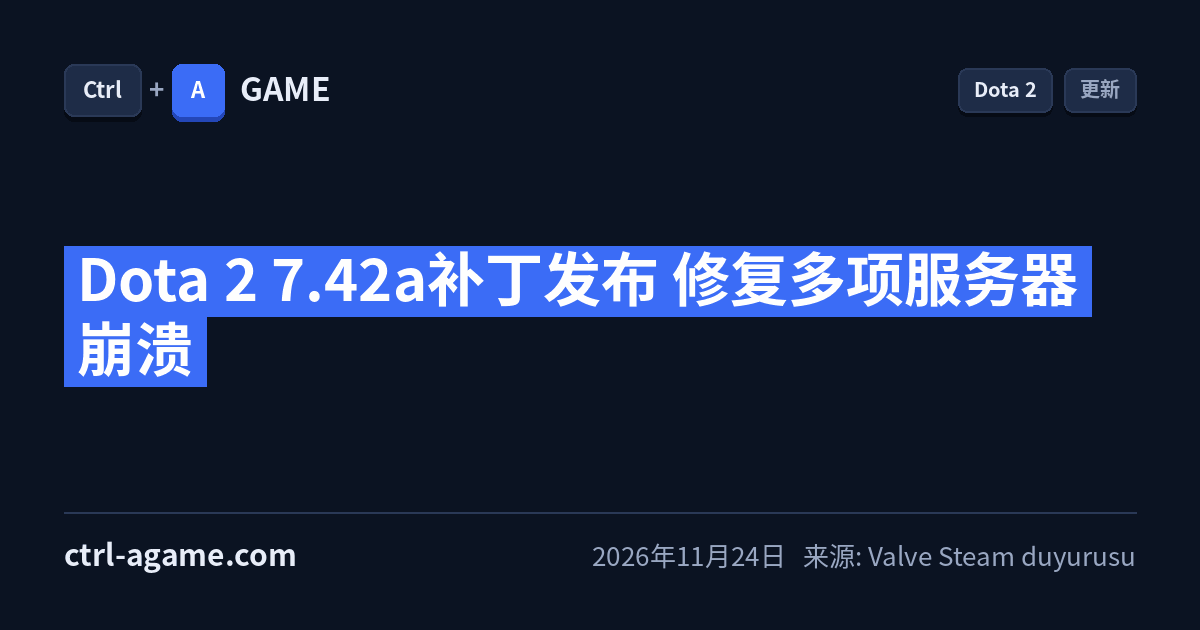 Ctrl + A GAME
Dota 2 更新
Dota 2 7.42a补丁发布 修复多项服务器
崩溃
ctrl-agame.com
2026年11月24日 来源: Valve Steam duyurusu